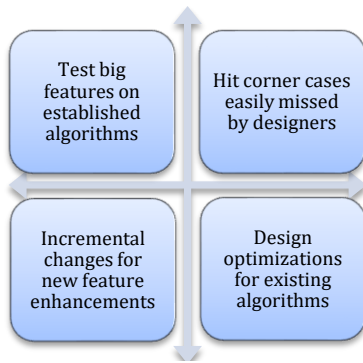 Test big
features on
established
algorithms
Hit corner cases
easily missed
by designers
Incremental
changes for
new feature
enhancements
Design
optimizations
for existing
algorithms